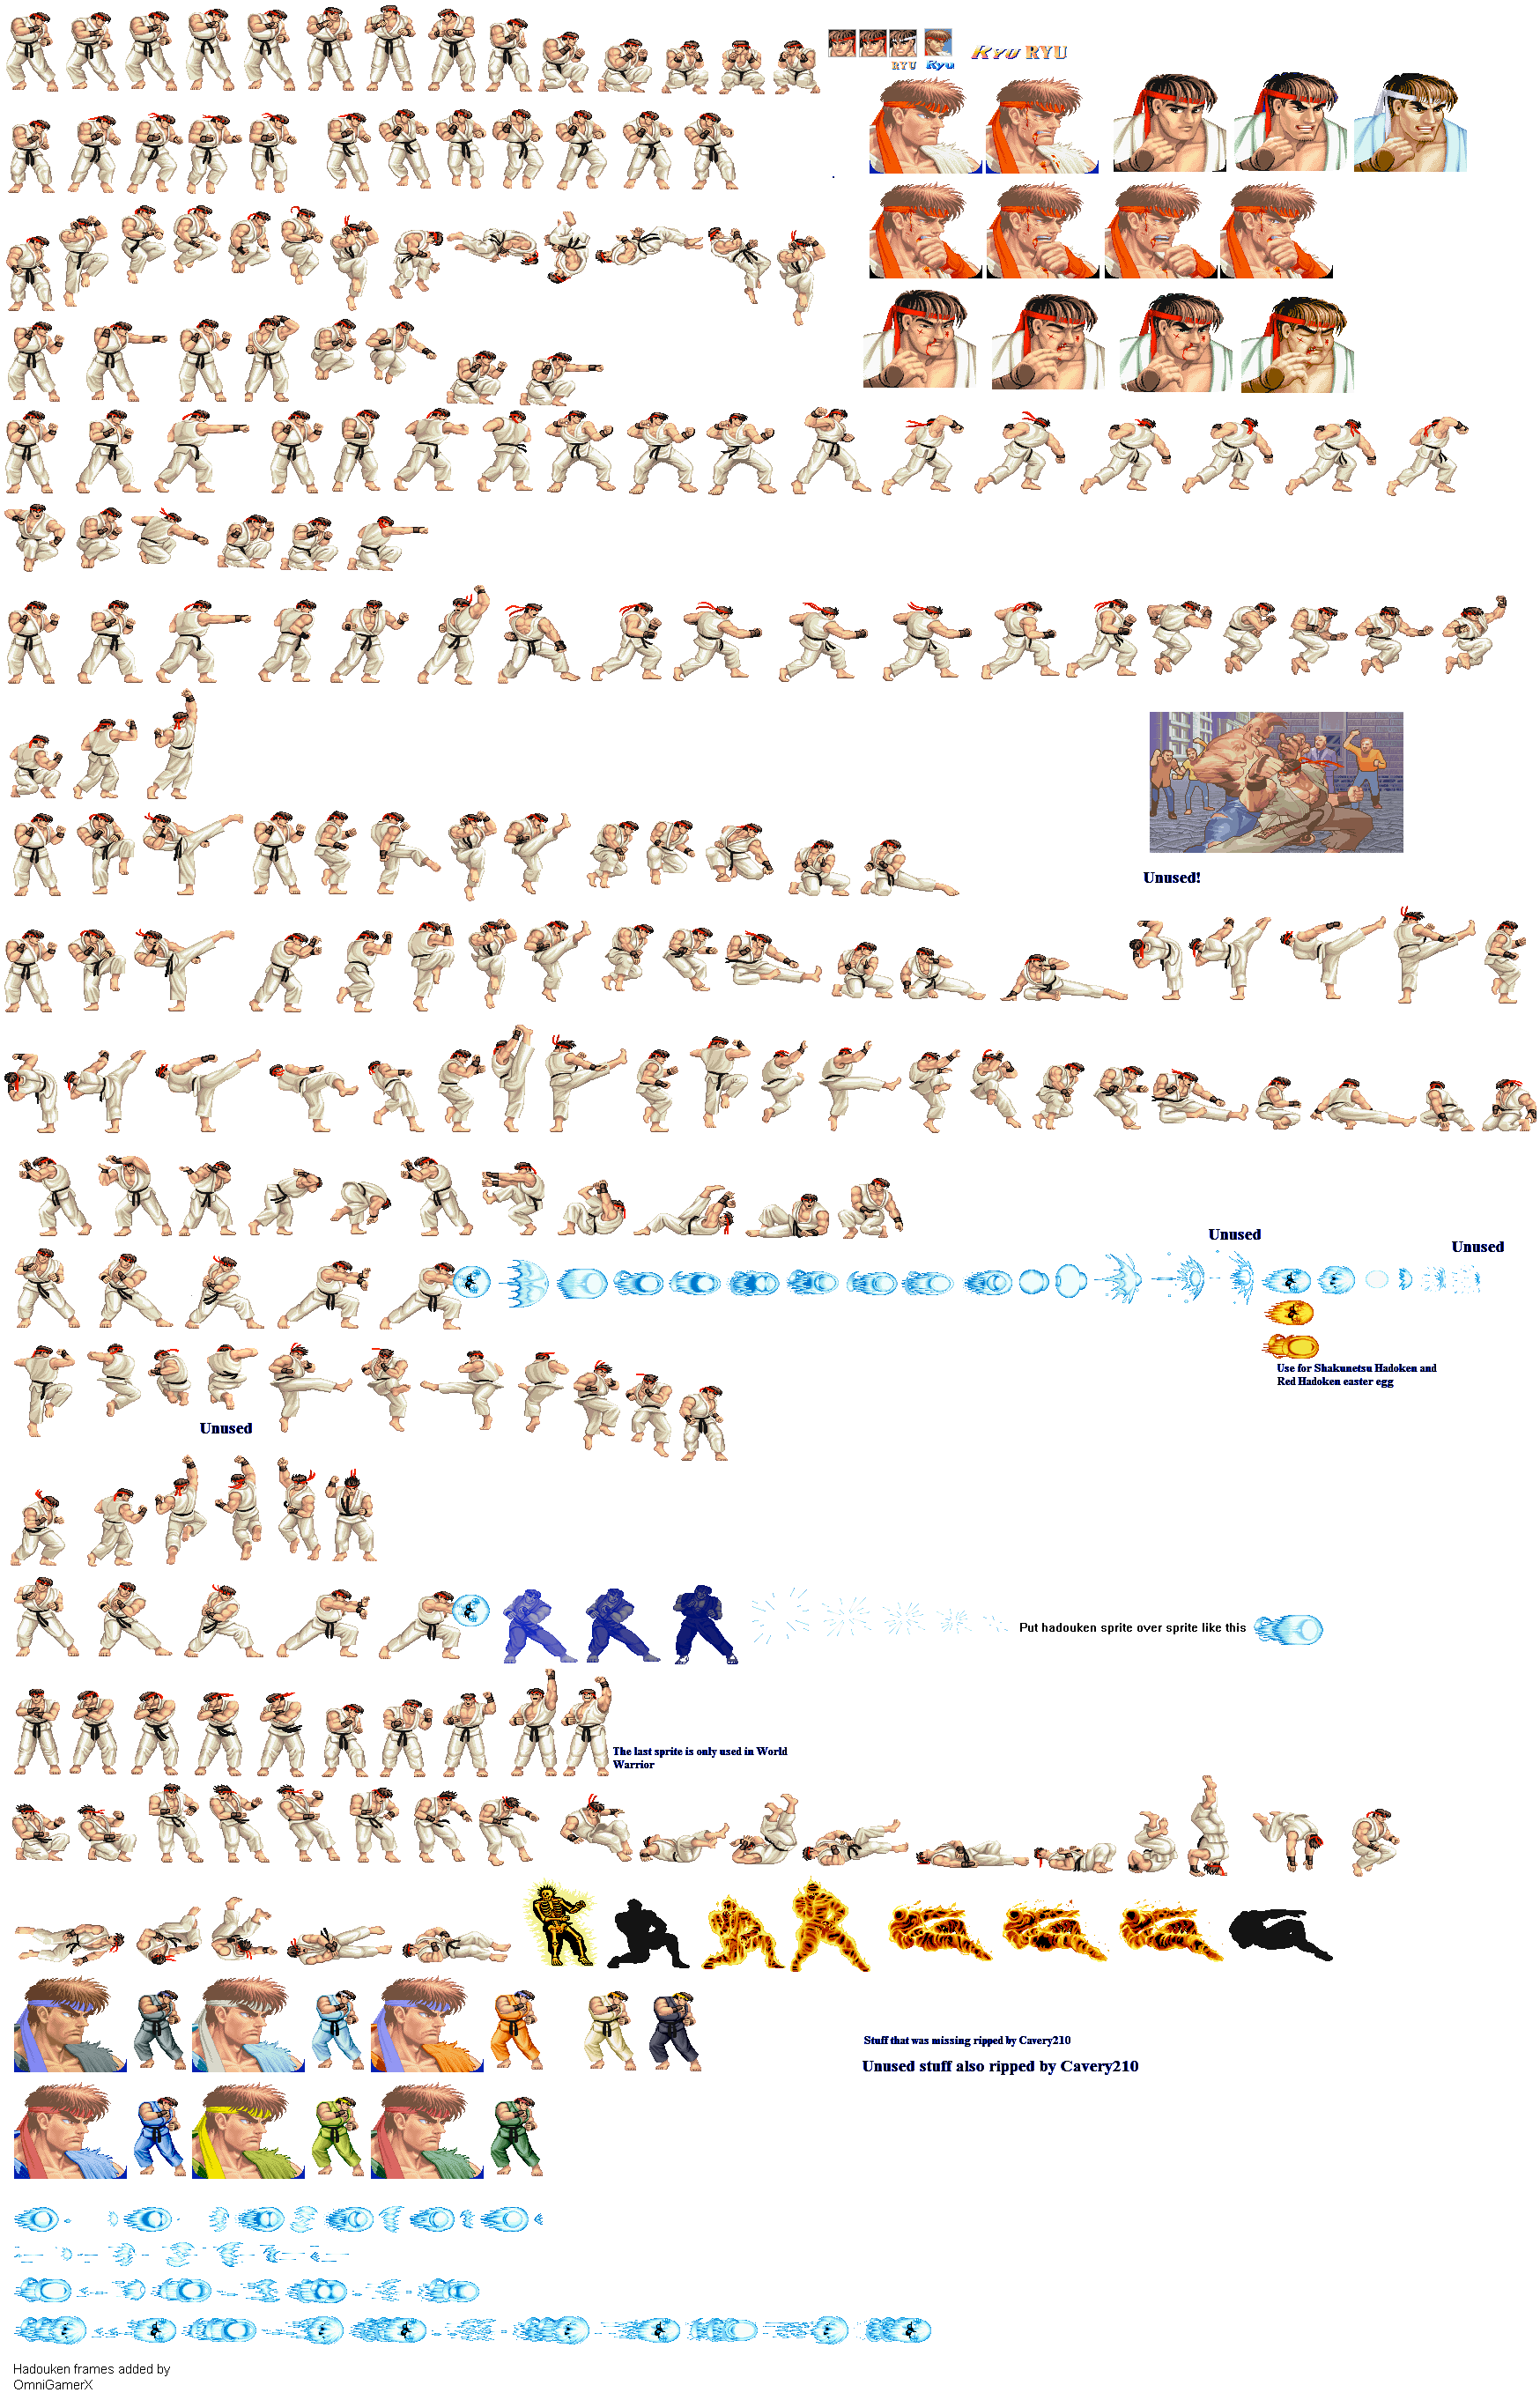 RYU
Ryu
Ryu RYU
Unused!
Unused
Unused
Use for Shakunetsu Hadoken and
Red Hadoken easter egg
Unused
Put hadouken sprite over sprite like this
The last sprite is only used in World
Warrior
Stuff that was missing ripped by Cavery210
Unused stuff also ripped by Cavery210
Hadouken frames added by
OmniGamerX